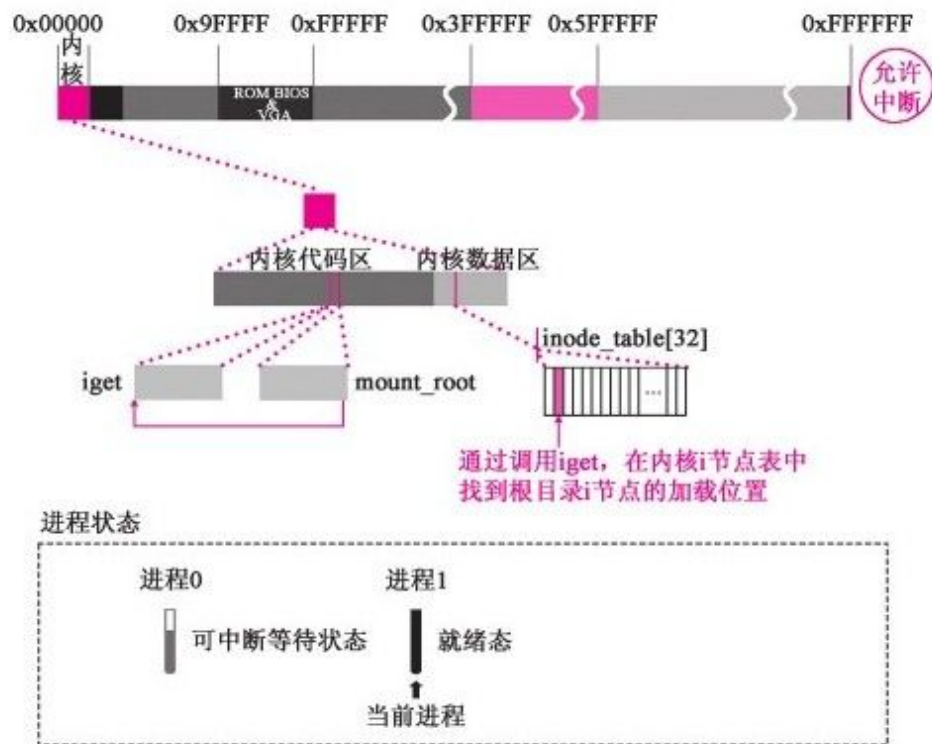 0x00000 0x9FFFF 0xFFFFF 0x3FFFFF 0x5FFFFF 0xFFFFFF
内核
ROM BIOS
&
VGA
允许
中断
内核代码区 内核数据区
inode_table[32]
iget mount_root
...
通过调用iget，在内核i节点表中
找到根目录i节点的加载位置
进程状态
进程0 进程1
可中断等待状态 就绪态
当前进程